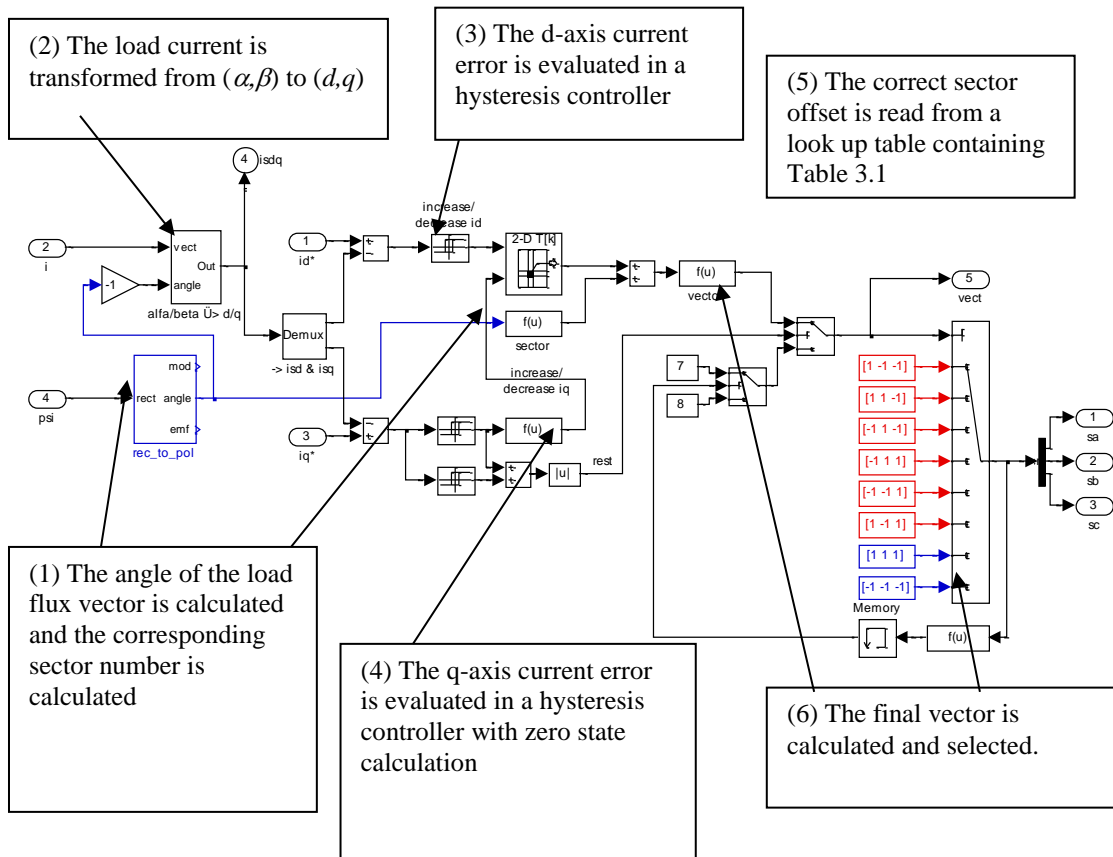 (2) The load current is
transformed from (α,β) to (d,q)
(3) The d-axis current
error is evaluated in a
hysteresis controller
(5) The correct sector
offset is read from a
look up table containing
Table 3.1
4
isdq
increase/
decrease id
2
i
vect
Out
angle
-1
alfa/beta Ü> d/q
1
id*
2-D T[k]
f(u)
vector
5
vect
Demux
-> isd & isq
f(u)
sector
mod
rect angle
emf
rec_to_pol
4
psi
increase/
decrease iq
3
iq*
f(u)
|u|
rest
7
8
[1 -1 -1]
[1 1 -1]
[-1 1 -1]
[-1 1 1]
[-1 -1 1]
[1 -1 1]
[1 1 1]
[-1 -1 -1]
1
sa
2
sb
3
sc
Memory
f(u)
(1) The angle of the load
flux vector is calculated
and the corresponding
sector number is
calculated
(4) The q-axis current error
is evaluated in a hysteresis
controller with zero state
calculation
(6) The final vector is
calculated and selected.